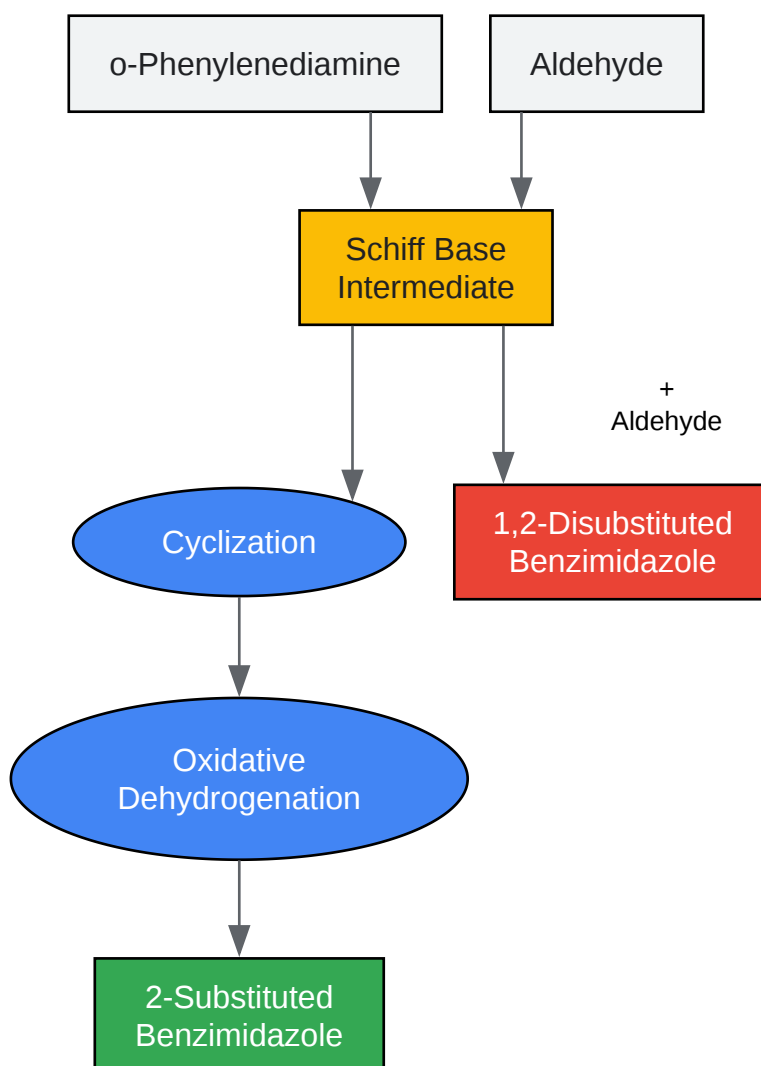 o-Phenylenediamine
Aldehyde
Schiff Base
Intermediate
+
Aldehyde
Cyclization
1,2-Disubstituted
Benzimidazole
Oxidative
Dehydrogenation
2-Substituted
Benzimidazole